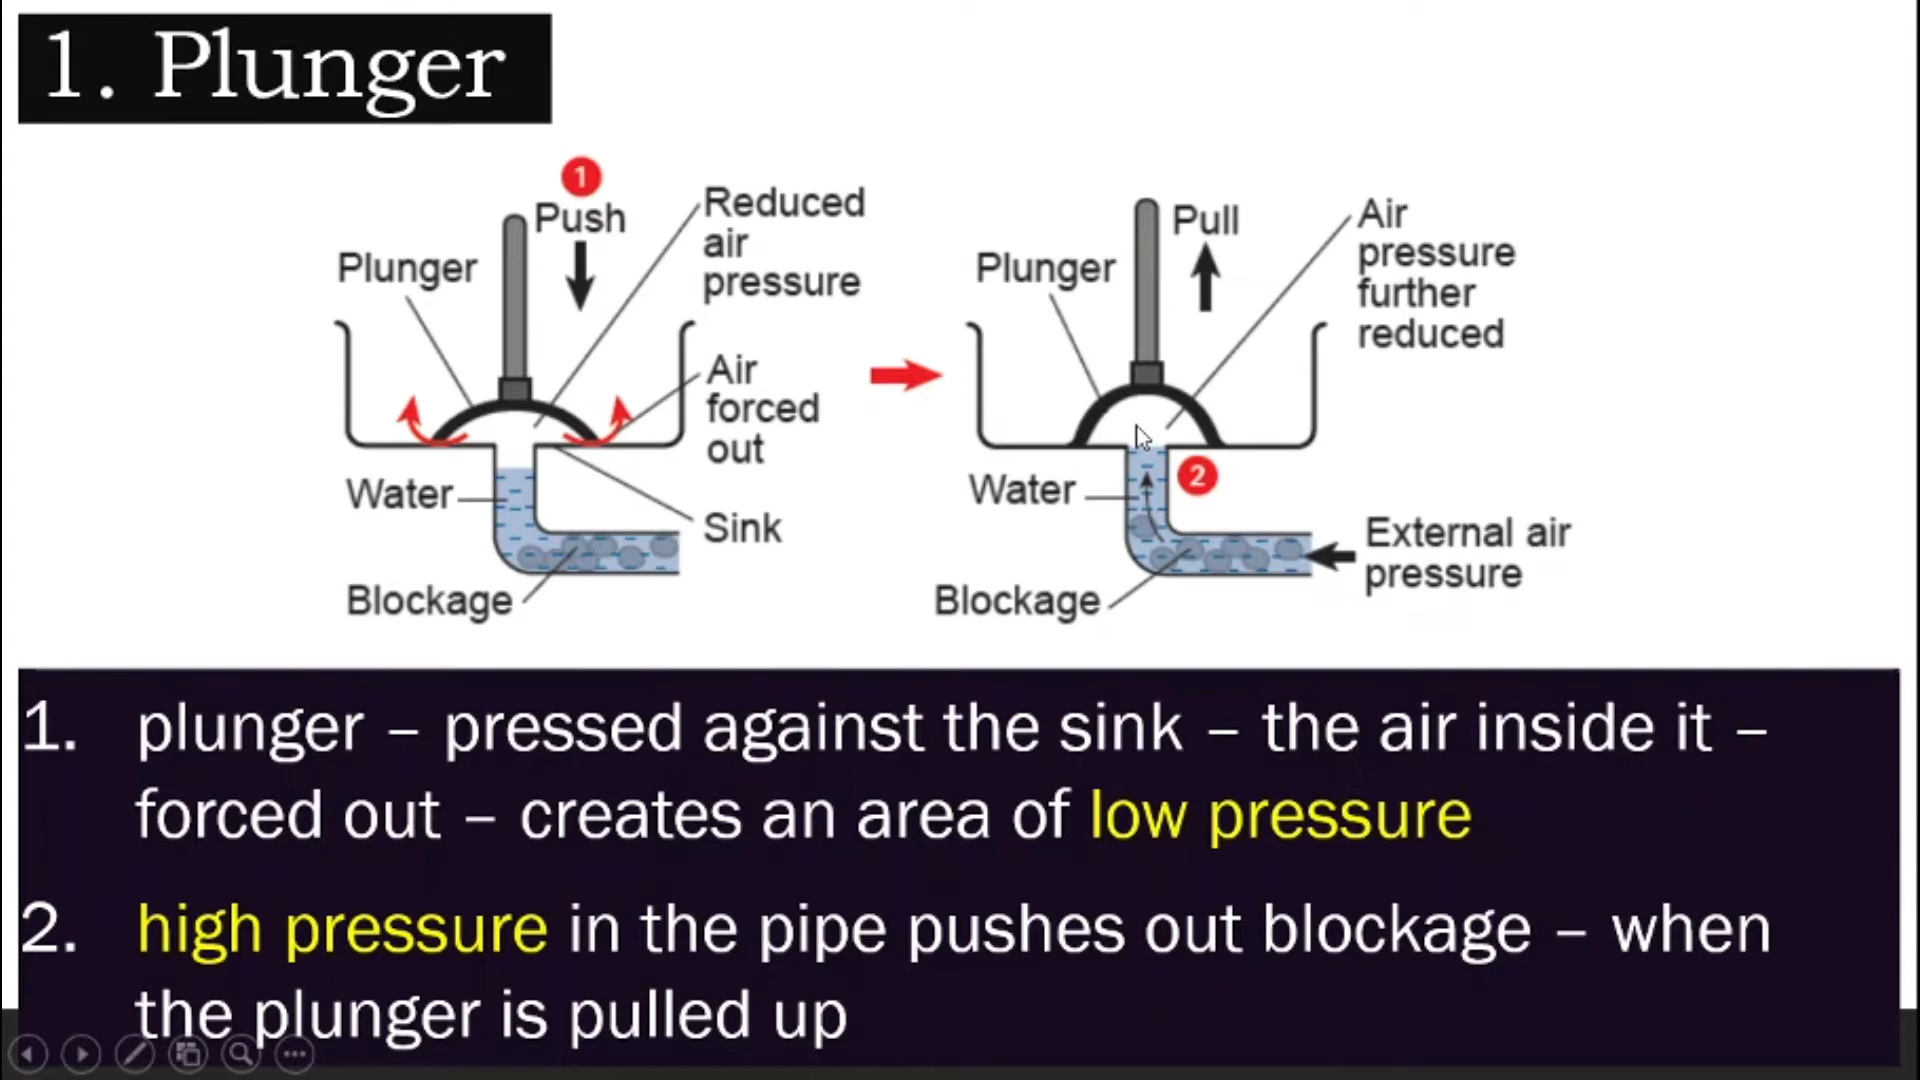 1. Plunger
1
Push
Plunger
Reduced
air
pressure
Air
forced
out
Water
Sink
Blockage
Pull
Plunger
Air
pressure
further
reduced
2
Water
External air
pressure
Blockage
1. plunger – pressed against the sink – the air inside it –
forced out – creates an area of low pressure
2. high pressure in the pipe pushes out blockage – when
the plunger is pulled up